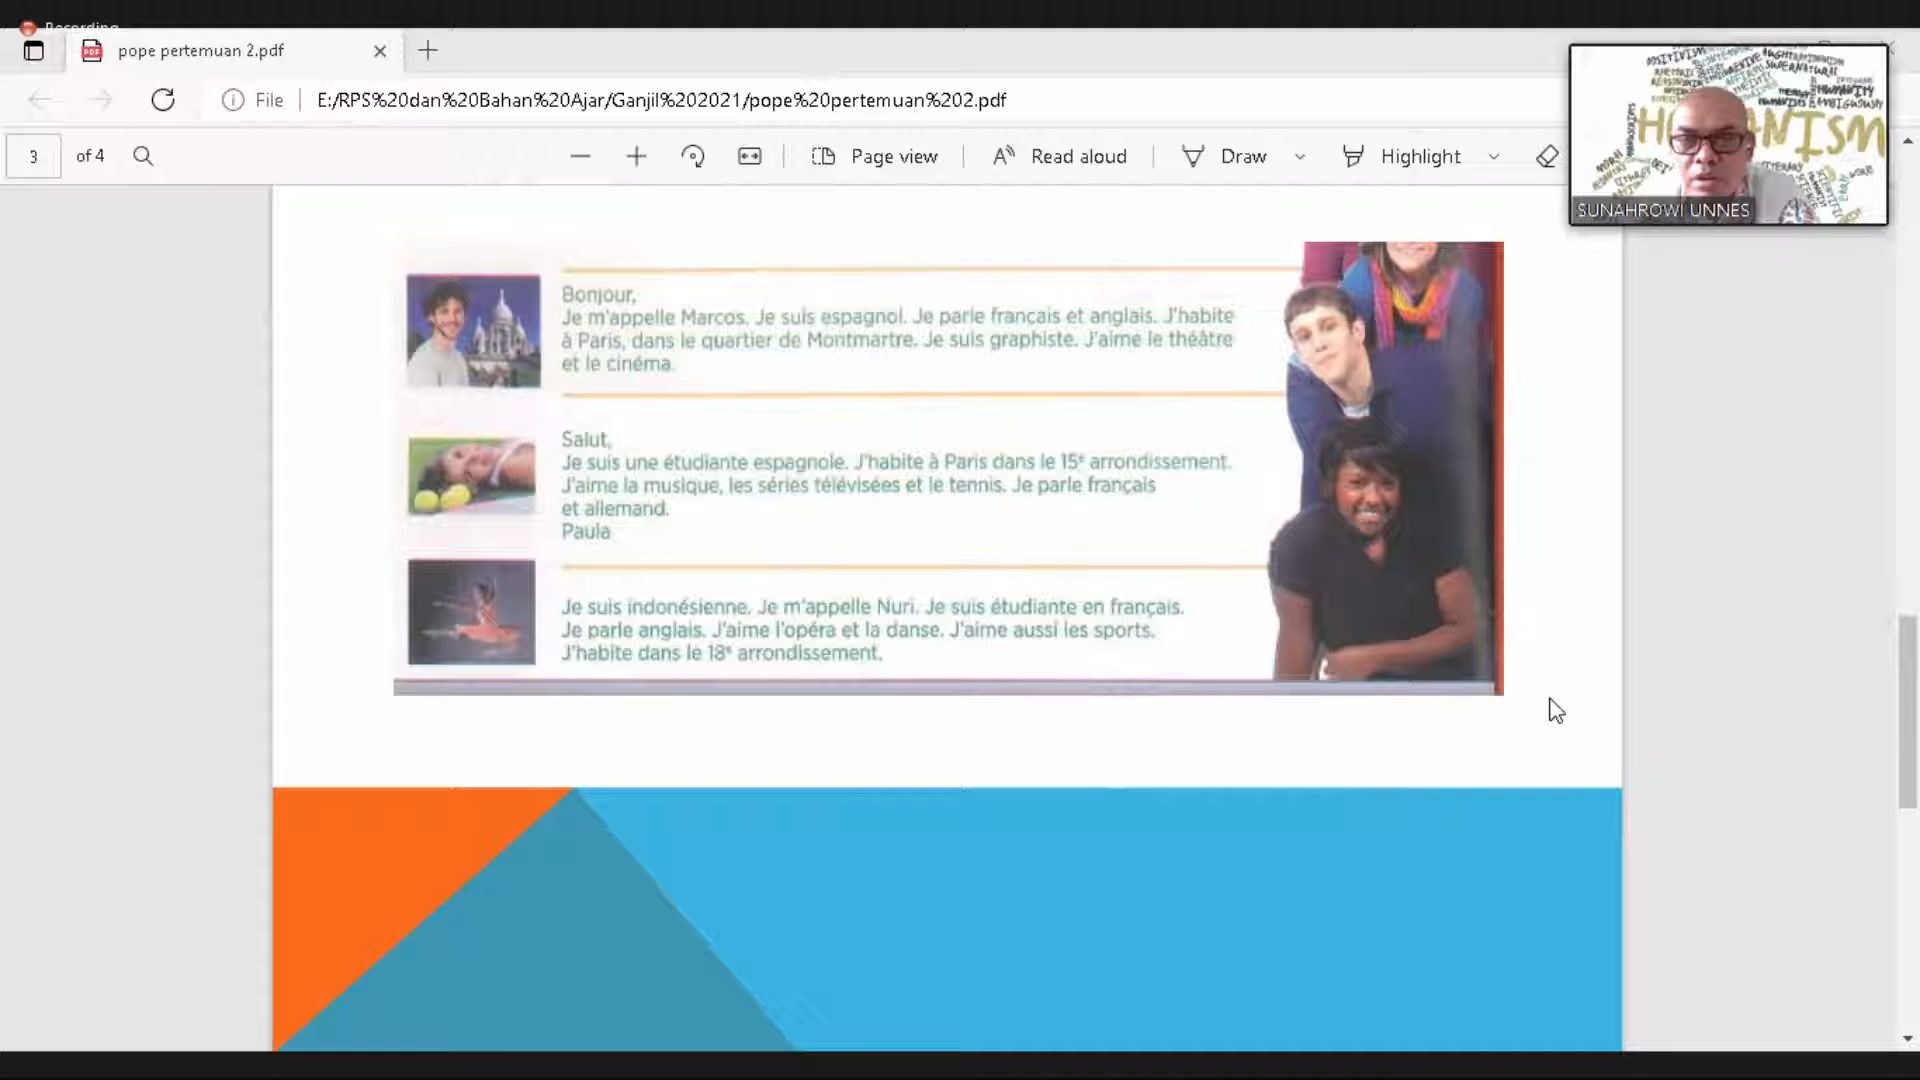 Recording
pope pertemuan 2.pdf
File
E:/RPS%20dan%20Bahan%20Ajar/Ganjil%202021/pope%20pertemuan%202.pdf
3 of 4
Page view
Read aloud
Draw
Highlight
HUMANISM
SUNAHROWI UNNES
Bonjour,
Je m'appelle Marcos. Je suis espagnol. Je parle français et anglais. J'habite
à Paris, dans le quartier de Montmartre. Je suis graphiste. J'aime le théâtre
et le cinéma.
Salut,
Je suis une étudiante espagnole. J'habite à Paris dans le 15e arrondissement.
J'aime la musique, les séries télévisées et le tennis. Je parle français
et allemand.
Paula
Je suis indonésienne. Je m'appelle Nuri. Je suis étudiante en français.
Je parle anglais. J'aime l'opéra et la danse. J'aime aussi les sports.
J'habite dans le 18e arrondissement.